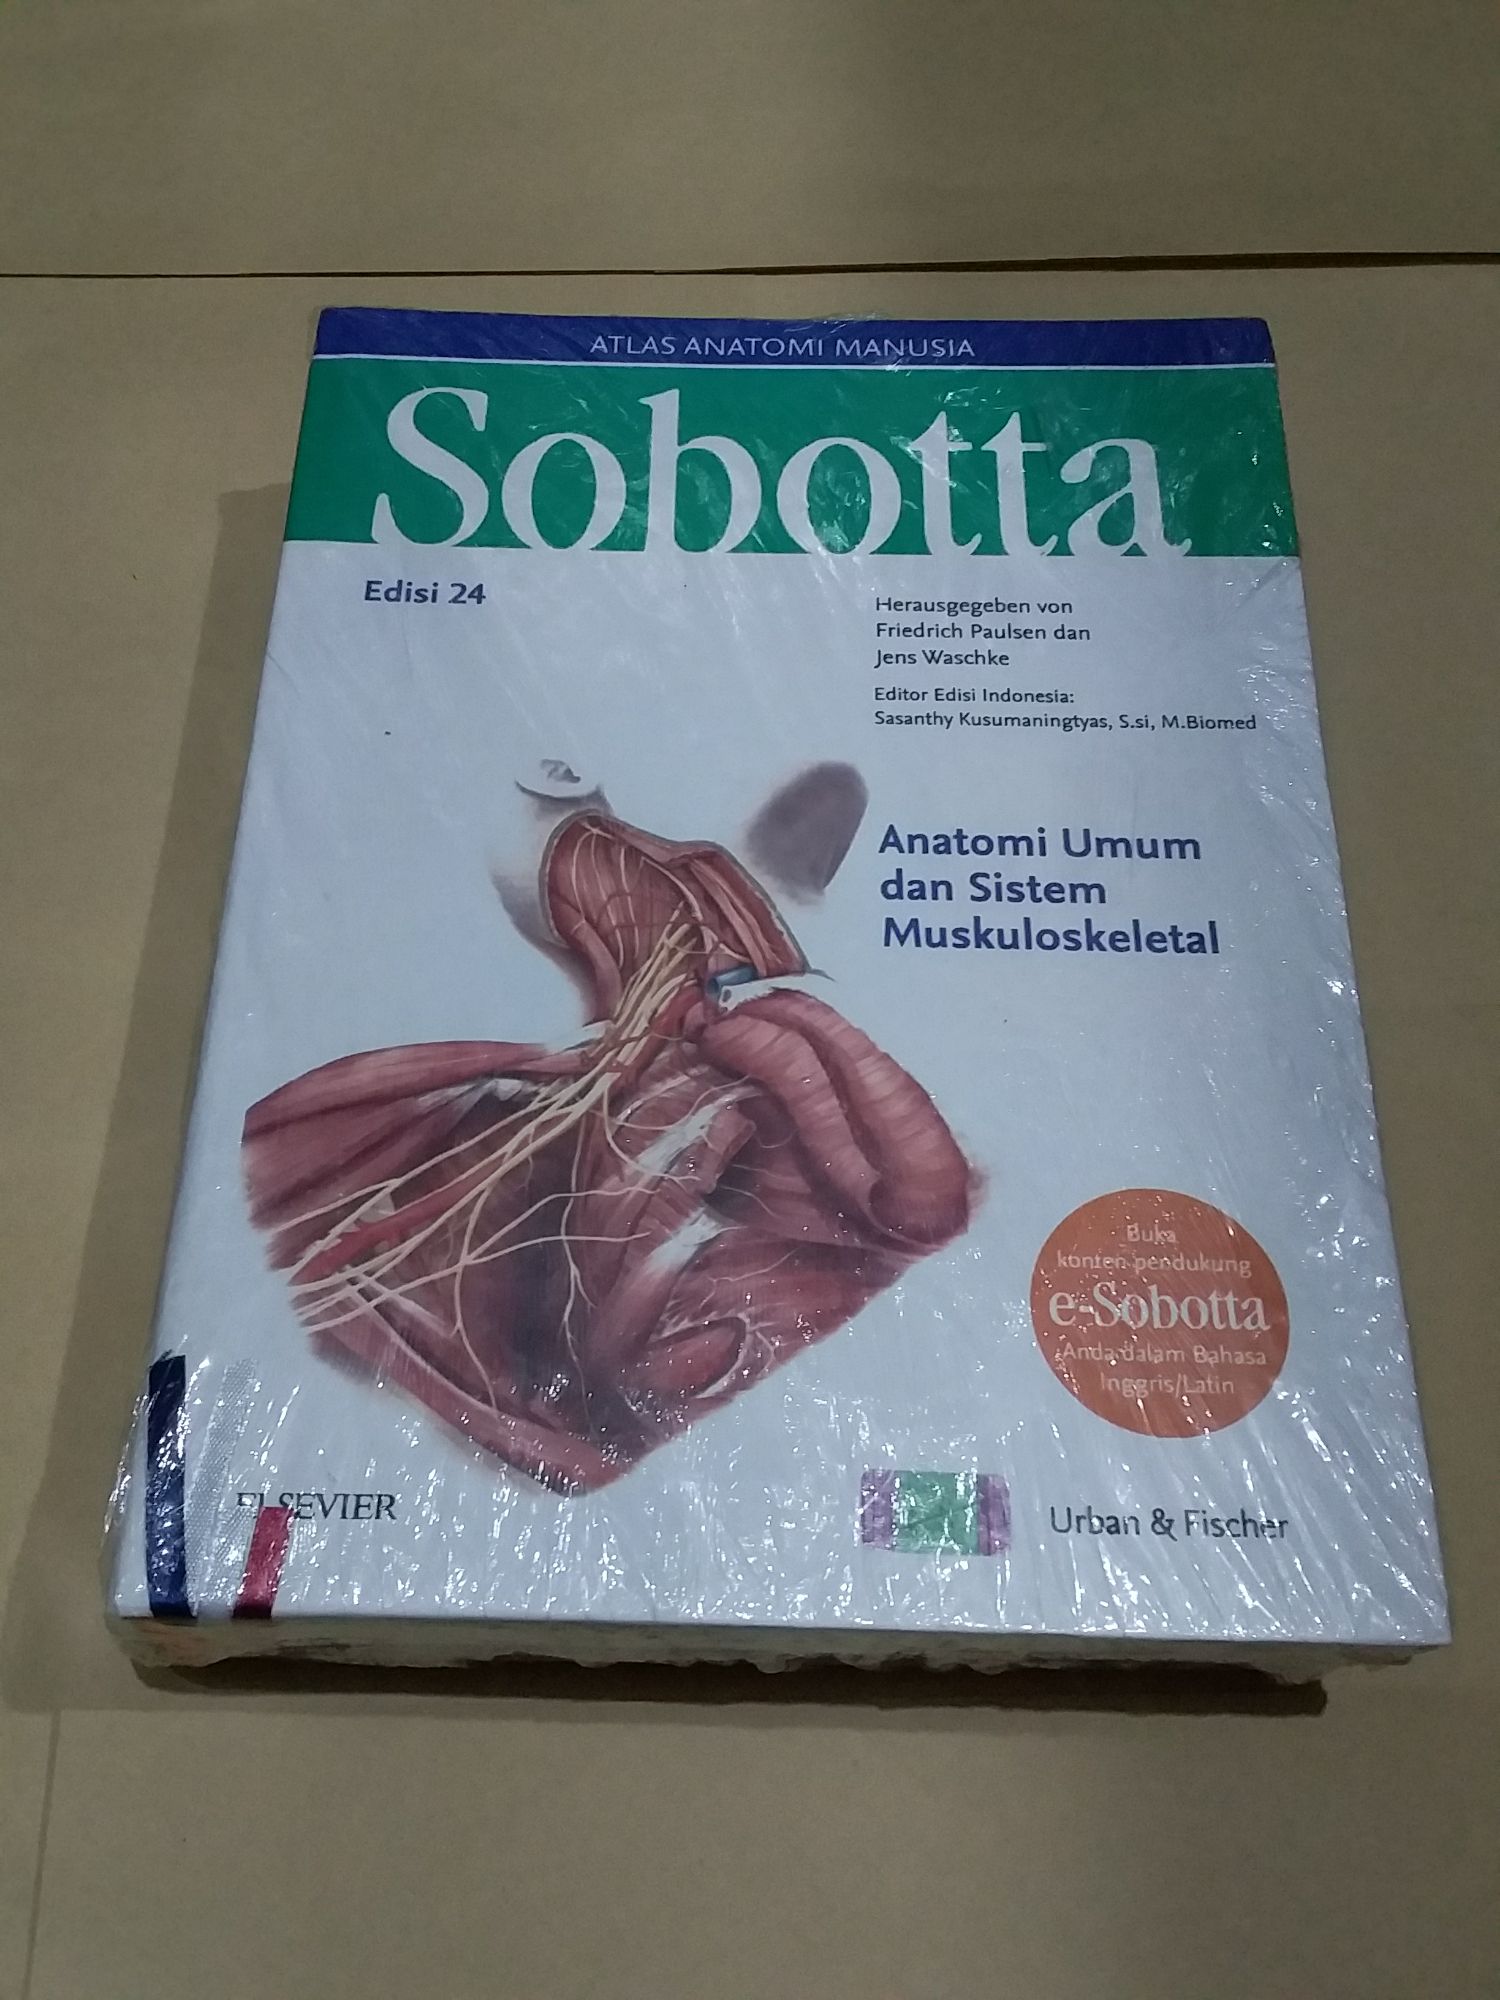 ATLAS ANATOMI MANUSIA
Sobotta
Edisi 24
Herausgegeben von
Friedrich Paulsen dan
Jens Waschke
Editor Edisi Indonesia:
Sasanthy Kusumaningtyas, S.si, M.Biomed
Anatomi Umum
dan Sistem
Muskuloskeletal
Buka
konten pendukung
e-Sobotta
Anda dalam Bahasa
Inggris/Latin
ELSEVIER
Urban & Fischer